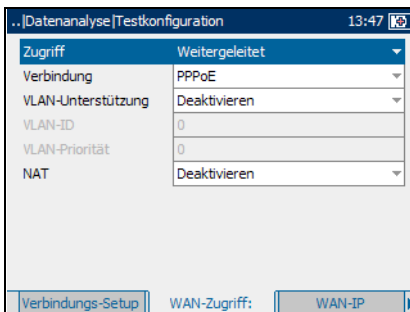 ..|Datenanalyse|Testkonfiguration 13:47
Zugriff Weitergeleitet
Verbindung PPPoE
VLAN-Unterstützung Deaktivieren
VLAN-ID 0
VLAN-Priorität 0
NAT Deaktivieren
Verbindungs-Setup WAN-Zugriff: WAN-IP